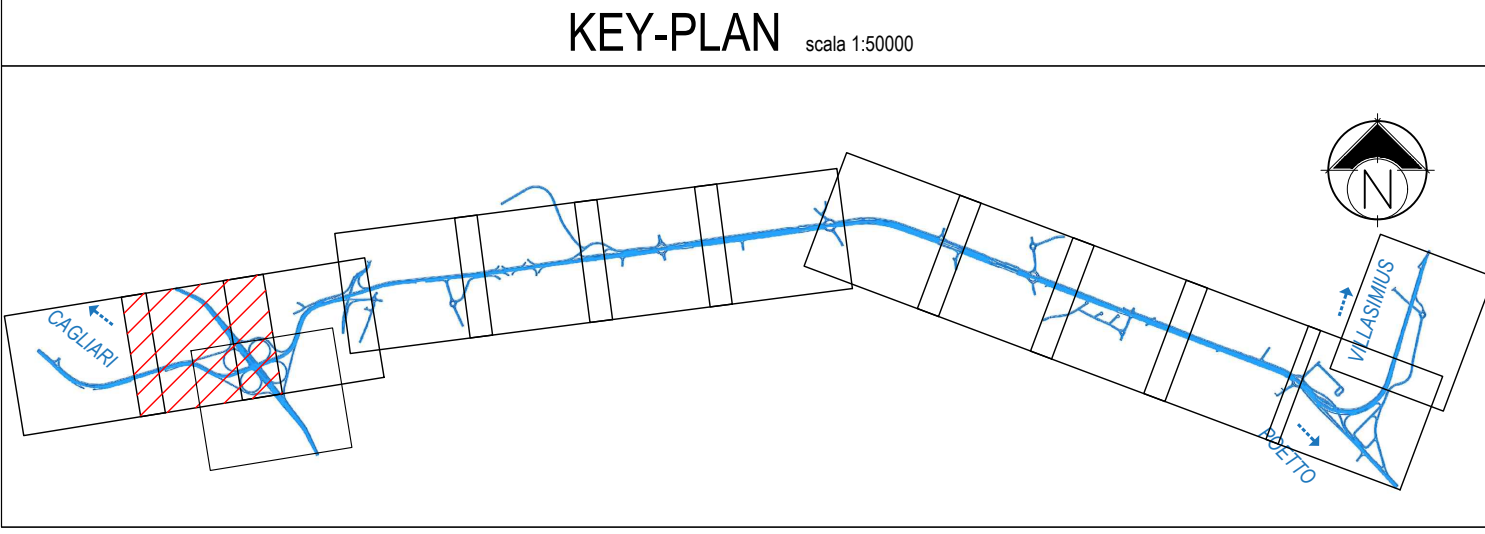 KEY-PLAN scala 1:50000
N
CAGLIARI
VILLASIMIUS
POETTO